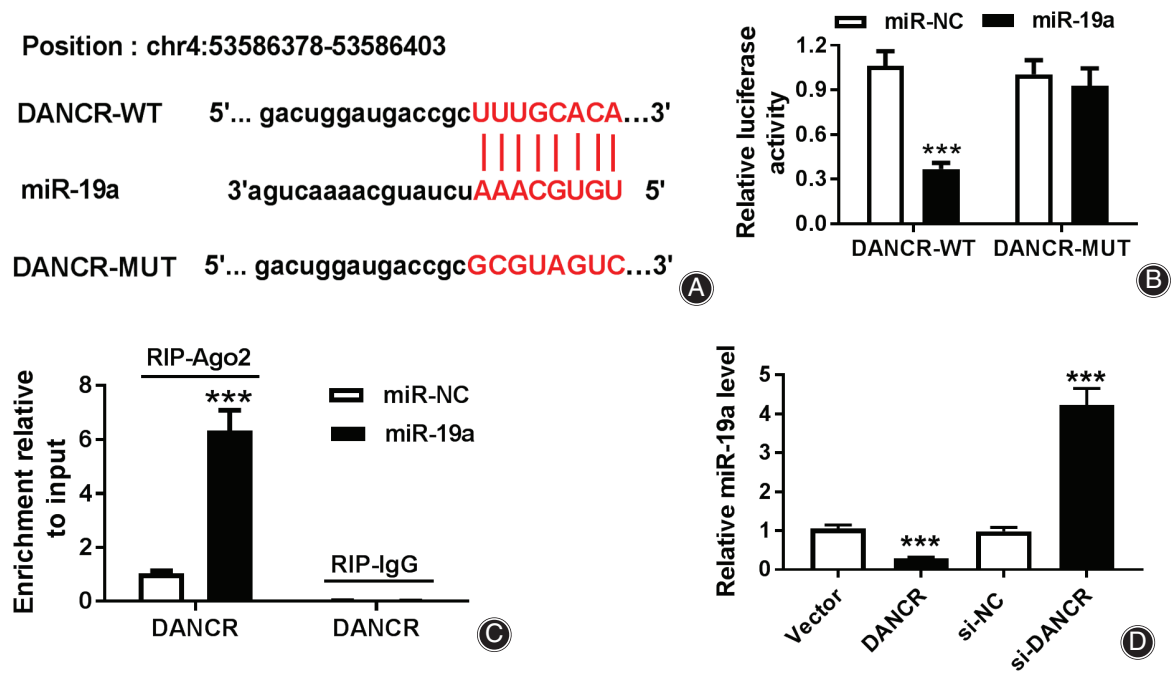 Position : chr4:53586378-53586403
DANCR-WT 5'... gacuggaugaccgcUUUGCACA...3'
miR-19a 3'agucaaaacguaucuAAACGUGU 5'
DANCR-MUT 5'... gacuggaugaccgcGCGUAGUC...3'
A
miR-NC miR-19a
Relative luciferase
activity
1.2
0.9
0.6
0.3
0.0
***
DANCR-WT DANCR-MUT
B
RIP-Ago2
Enrichment relative
to input
8
6
4
2
0
***
miR-NC
miR-19a
RIP-IgG
DANCR DANCR
C
Relative miR-19a level
5
4
3
2
1
0
***
***
Vector
DANCR
si-NC
si-DANCR
D